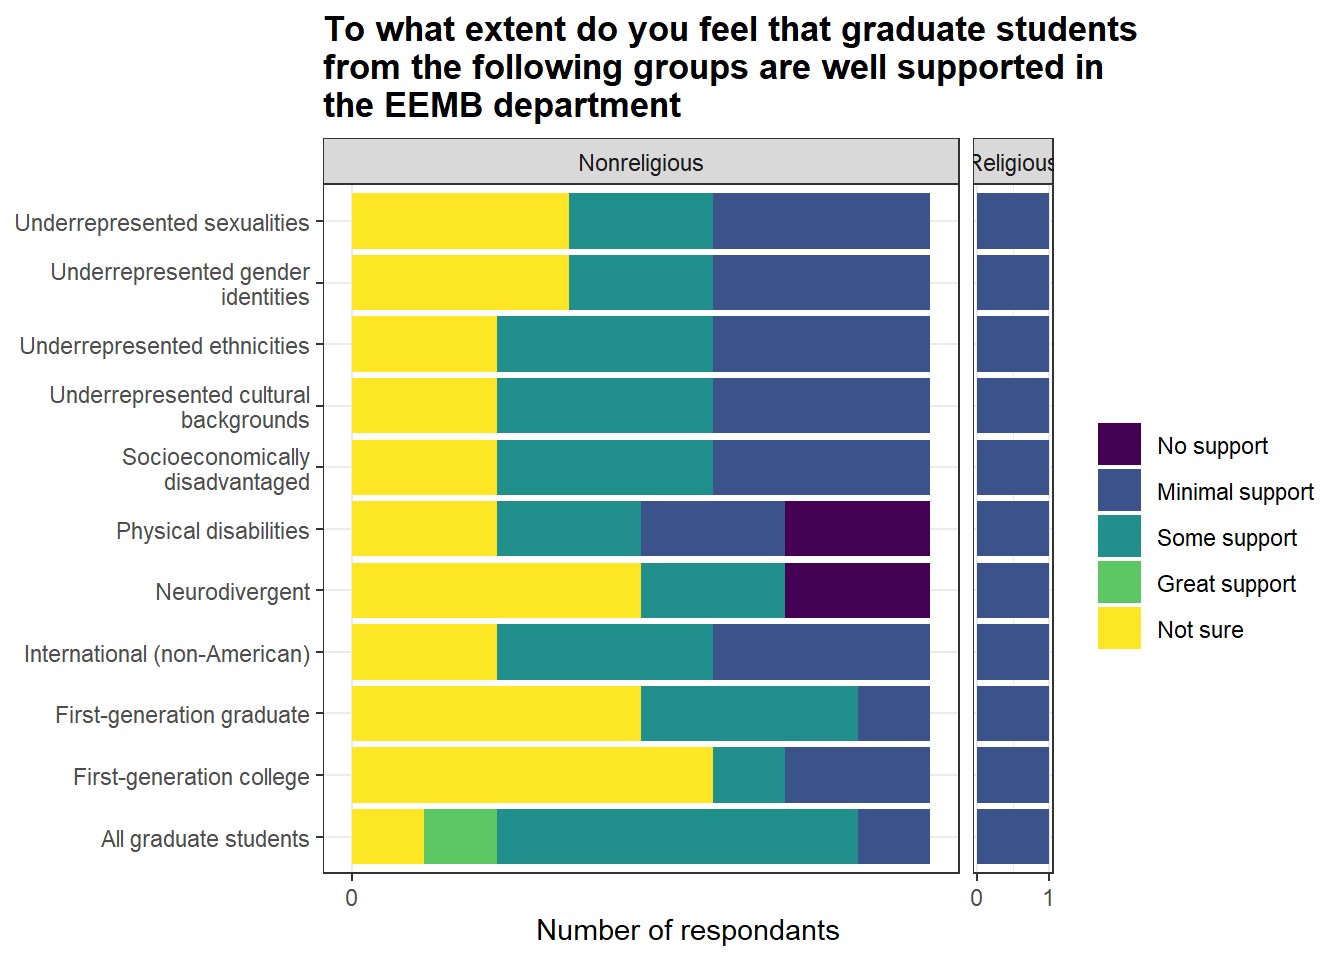 To what extent do you feel that graduate students
from the following groups are well supported in
the EEMB department
Nonreligious
Religious
Underrepresented sexualities
Underrepresented gender
identities
Underrepresented ethnicities
Underrepresented cultural
backgrounds
Socioeconomically
disadvantaged
Physical disabilities
Neurodivergent
International (non-American)
First-generation graduate
First-generation college
All graduate students
0
0 1
Number of respondants
No support
Minimal support
Some support
Great support
Not sure